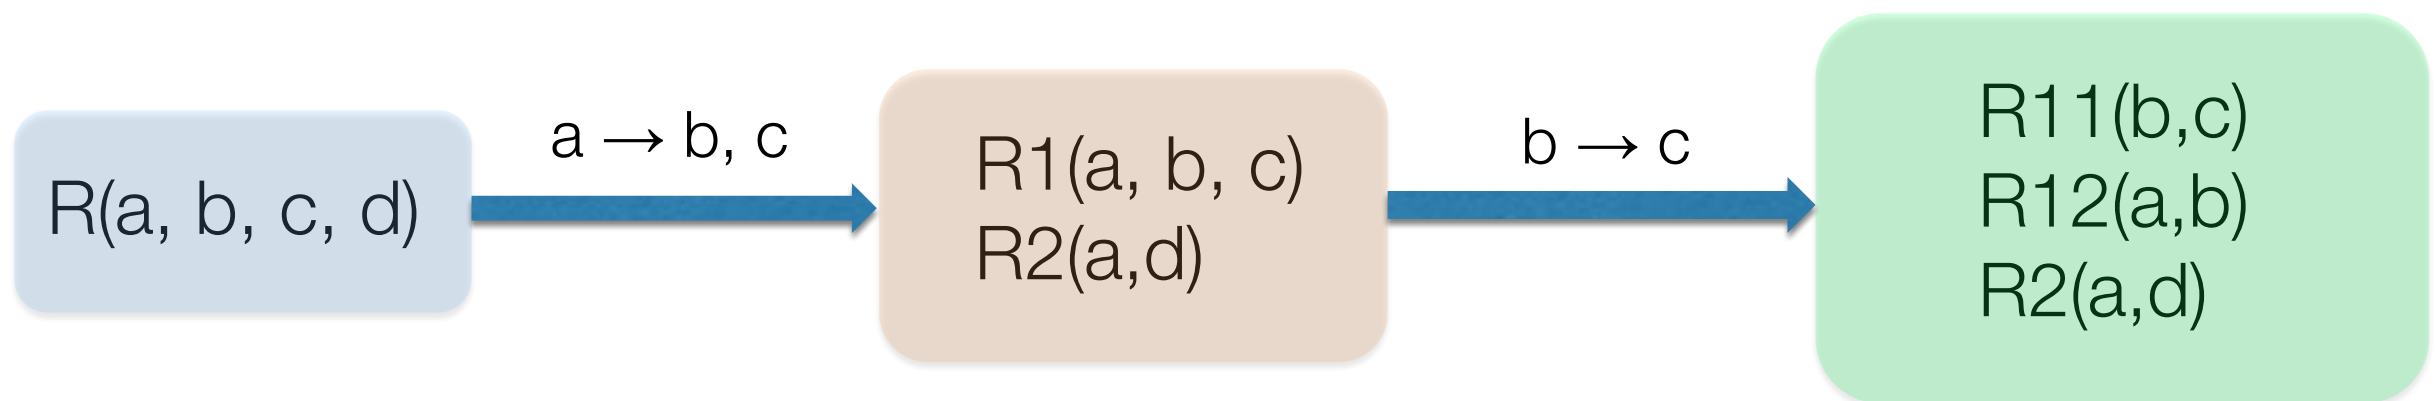 R(a, b, c, d)
a → b, c
R1(a, b, c)
R2(a,d)
b → c
R11(b,c)
R12(a,b)
R2(a,d)